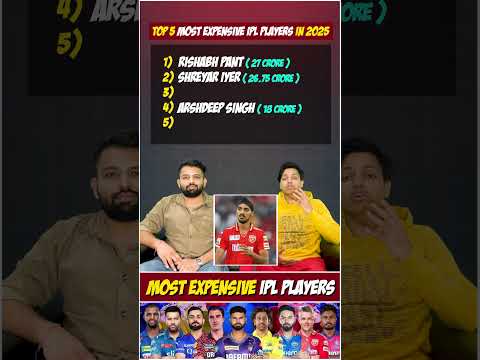 TOP 5 MOST EXPENSIVE IPL PLAYERS IN 2025
1) RISHABH PANT ( 27 CRORE )
2) SHREYAR IYER ( 26.75 CRORE )
3)
4) ARSHDEEP SINGH ( 18 CRORE )
5)
MOST EXPENSIVE IPL PLAYERS